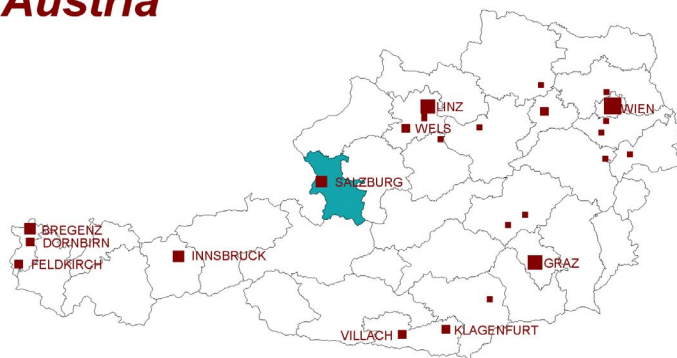 Austria
LINZ
WIEN
WELS
SALZBURG
BREGENZ
DORNBIRN
FELDKIRCH
INNSBRUCK
GRAZ
VILLACH
KLAGENFURT